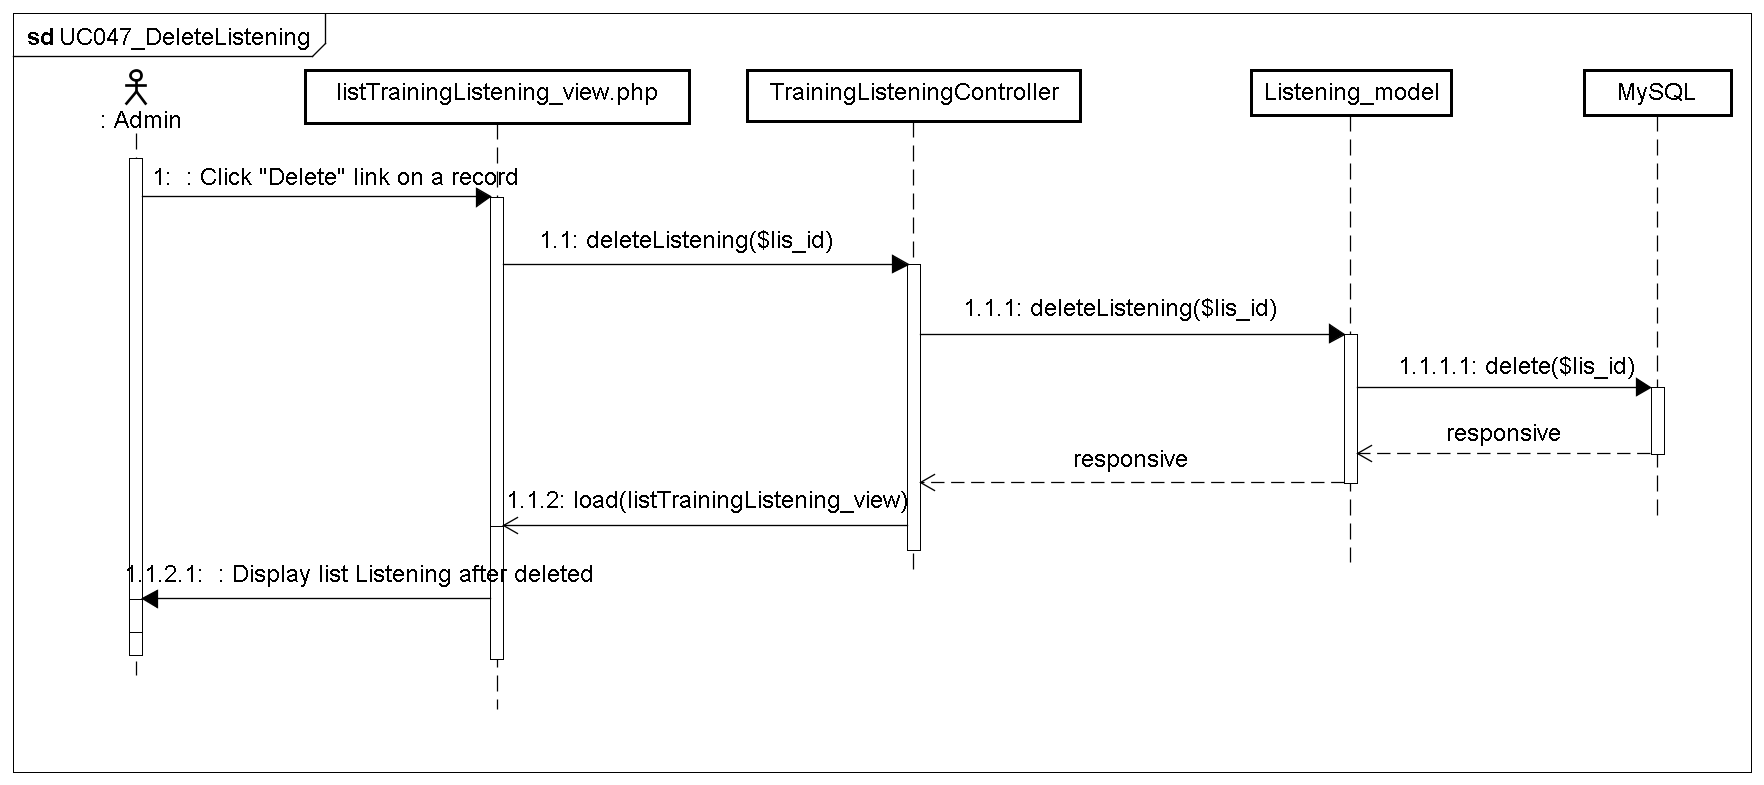 sd UC047_DeleteListening
: Admin
listTrainingListening_view.php
TrainingListeningController
Listening_model
MySQL
1:  : Click "Delete" link on a record
1.1: deleteListening($lis_id)
1.1.1: deleteListening($lis_id)
1.1.1.1: delete($lis_id)
responsive
responsive
1.1.2: load(listTrainingListening_view)
1.1.2.1:  : Display list Listening after deleted